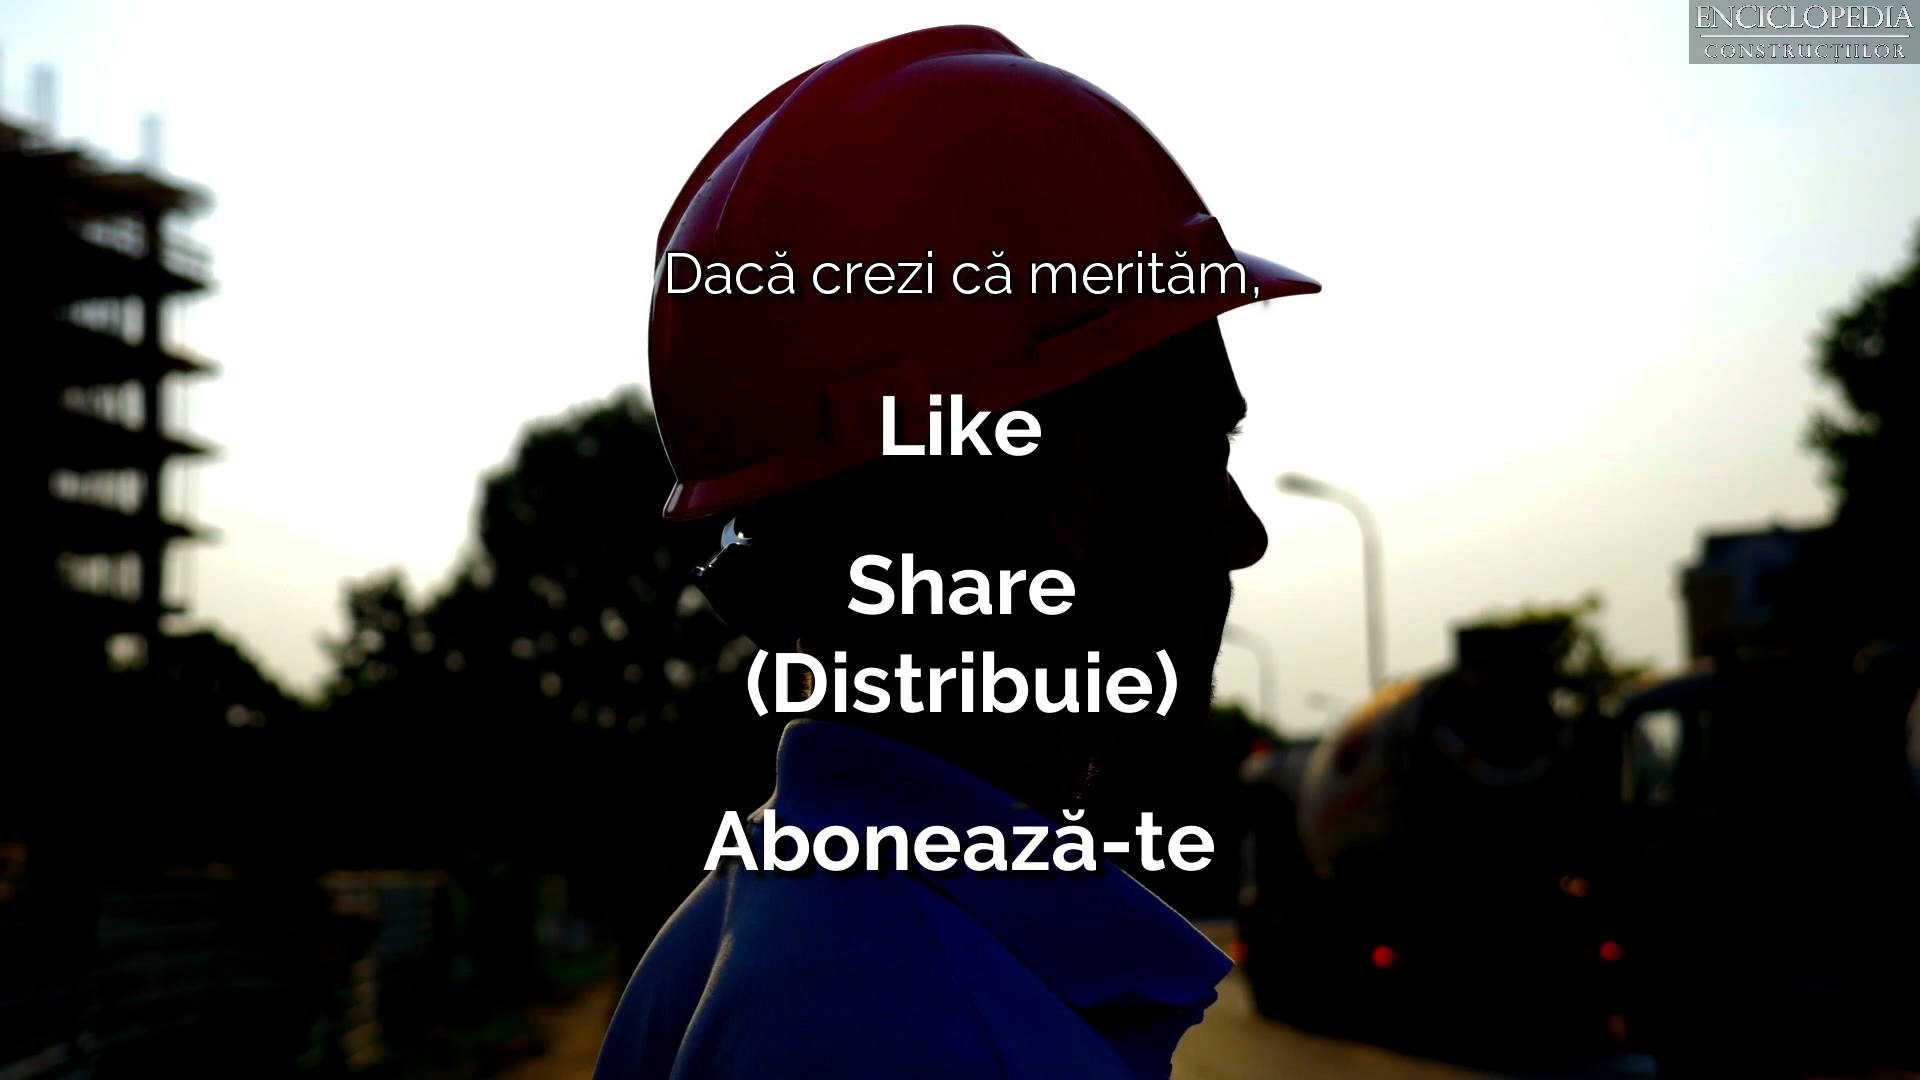 ENCICLOPEDIA
CONSTRUCȚIILOR
Dacă crezi că merităm,
Like
Share
(Distribuie)
Abonează-te